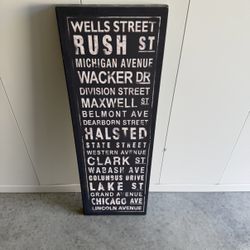 WELLS STREET
RUSH ST
MICHIGAN AVENUE
WACKER DR
DIVISION STREET
MAXWELL ST.
BELMONT AVE
DEARBORN STREET
HALSTED
STATE STREET
WESTERN AVENUE
CLARK ST.
WABASH AVE
COLUMBUS DRIVE
LAKE ST
GRAND AVENUE
CHICAGO AVE
LINCOLN AVENUE